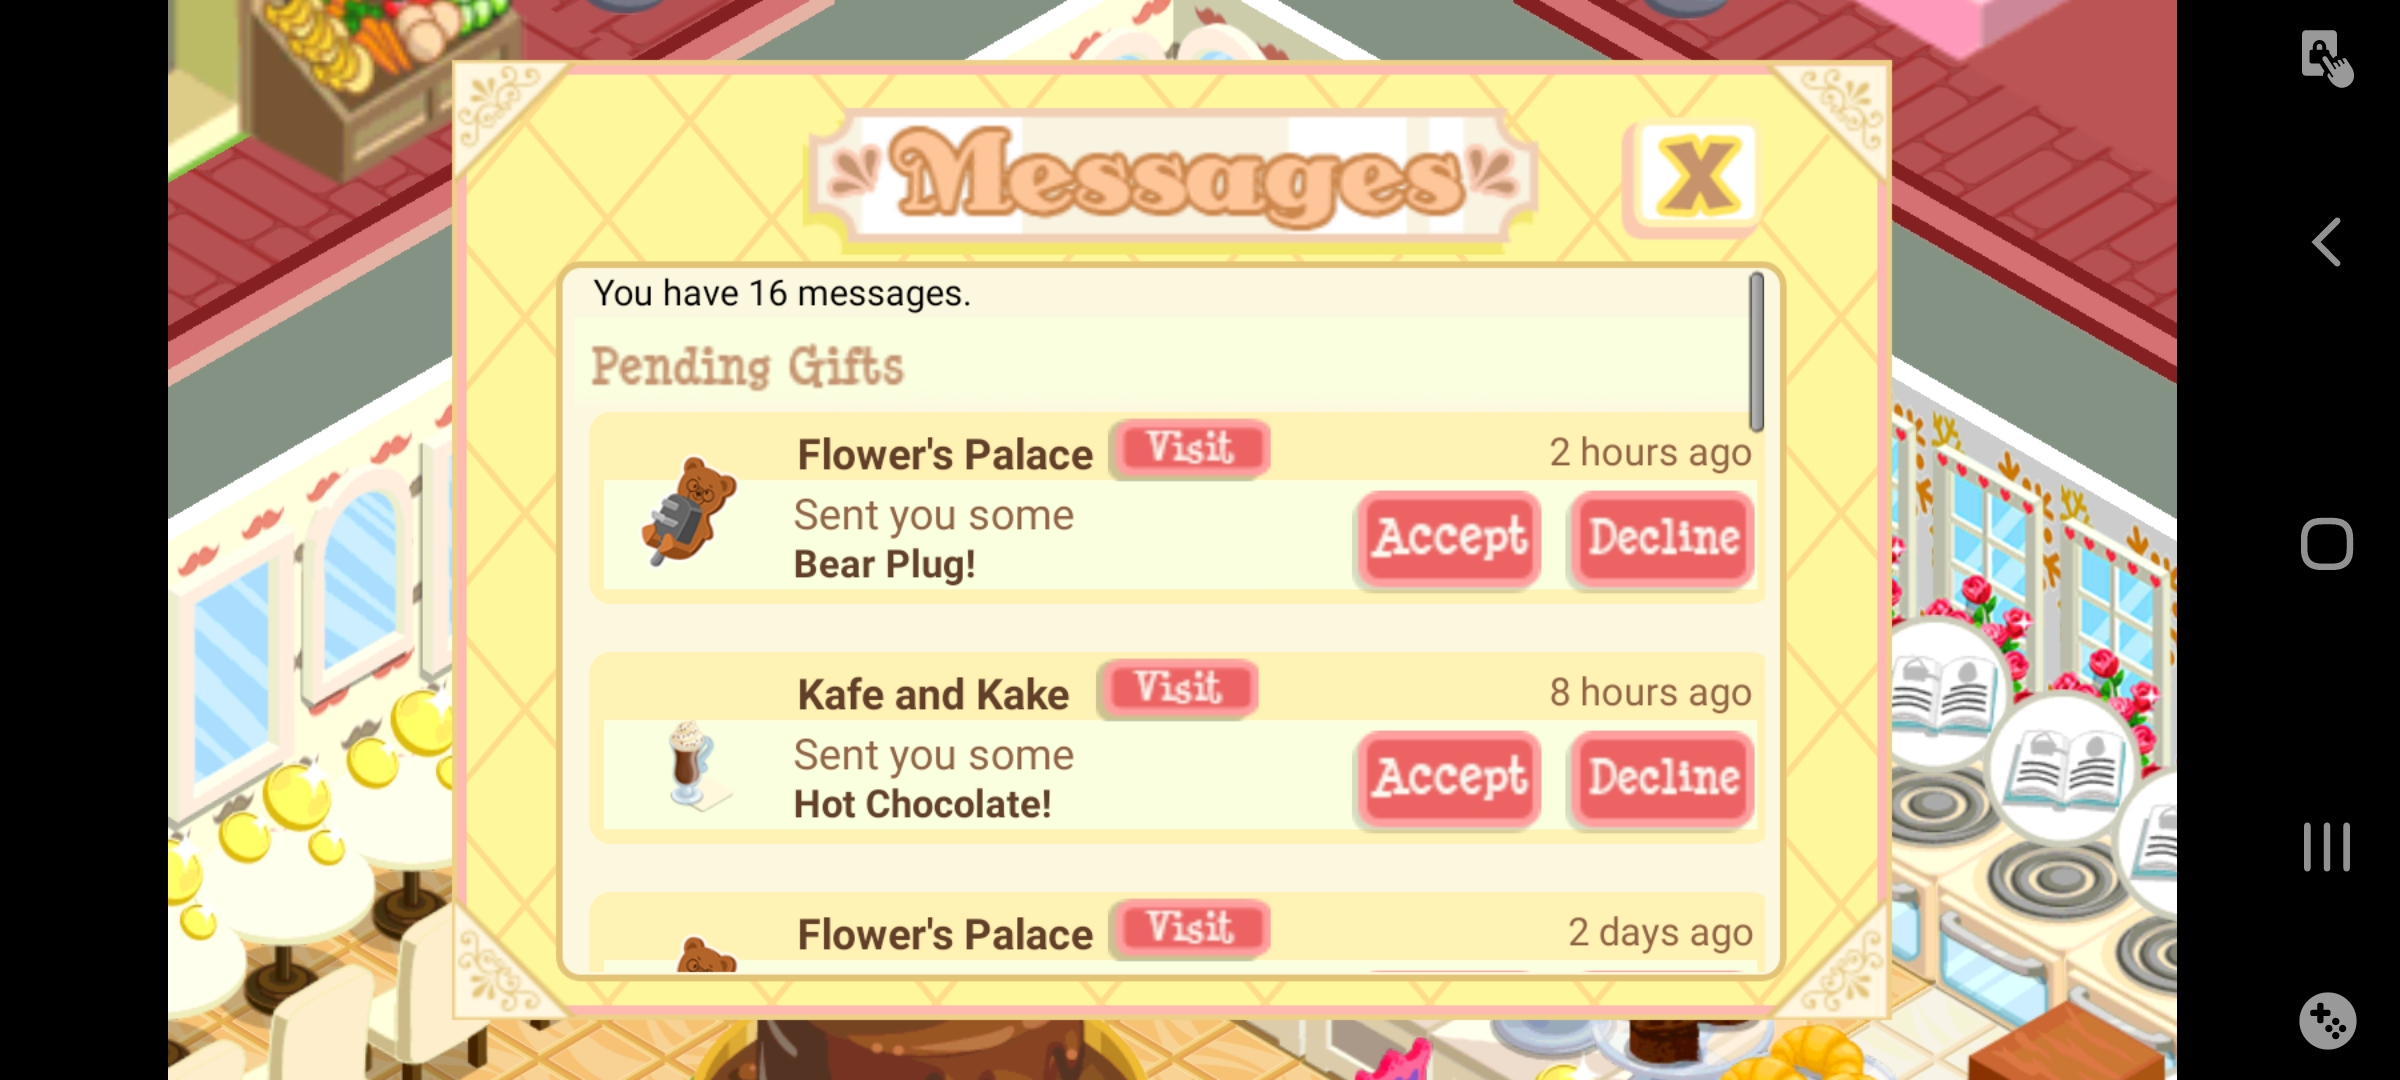 Messages
X
You have 16 messages.
Pending Gifts
Flower's Palace Visit 2 hours ago
Sent you some
Bear Plug!
Accept Decline
Kafe and Kake Visit 8 hours ago
Sent you some
Hot Chocolate!
Accept Decline
Flower's Palace Visit 2 days ago